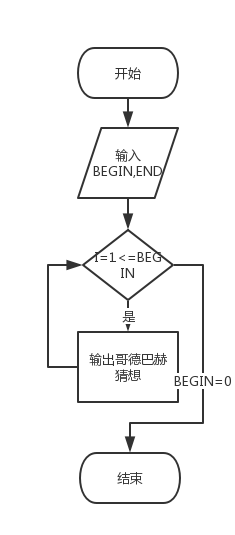 开始
输入
BEGIN,END
I=1<=BEG
IN
是
输出哥德巴赫
猜想
BEGIN=0
结束